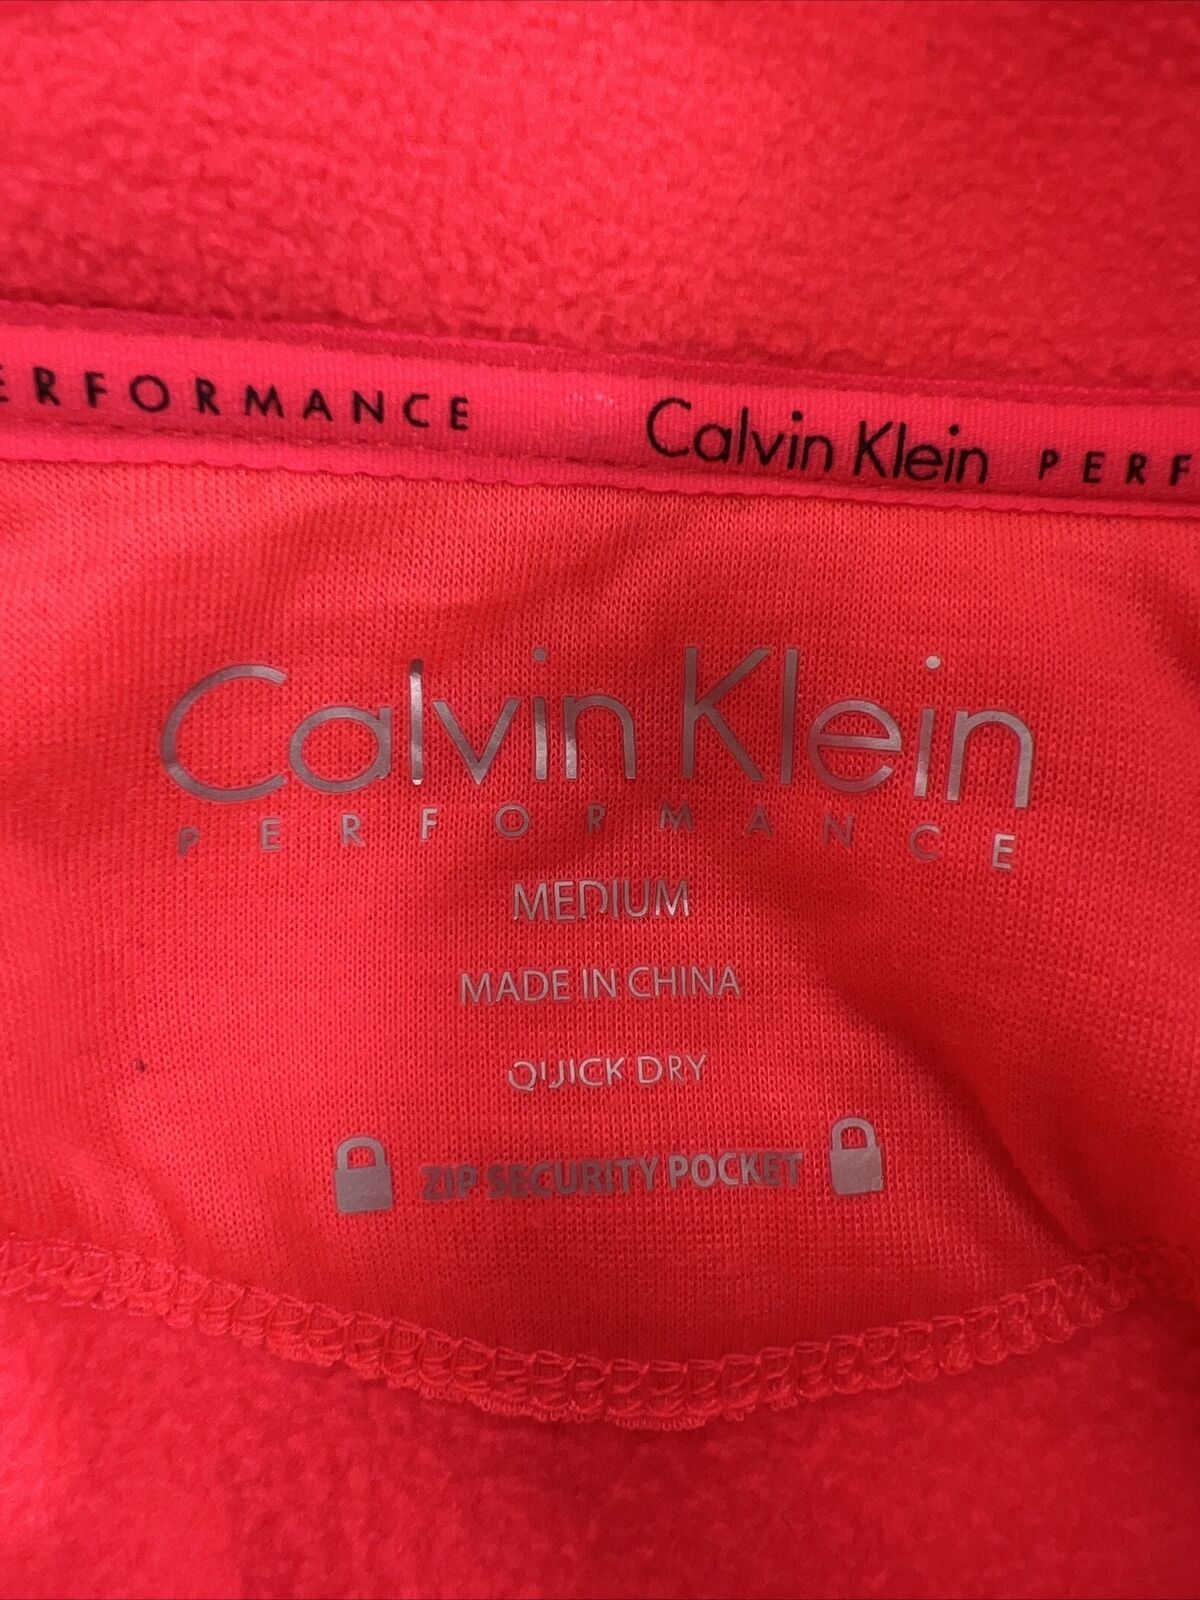 ERFORMANCE Calvin Klein PERF
Calvin Klein
PERFORMANCE
MEDIUM
MADE IN CHINA
QUICK DRY
ZIP SECURITY POCKET